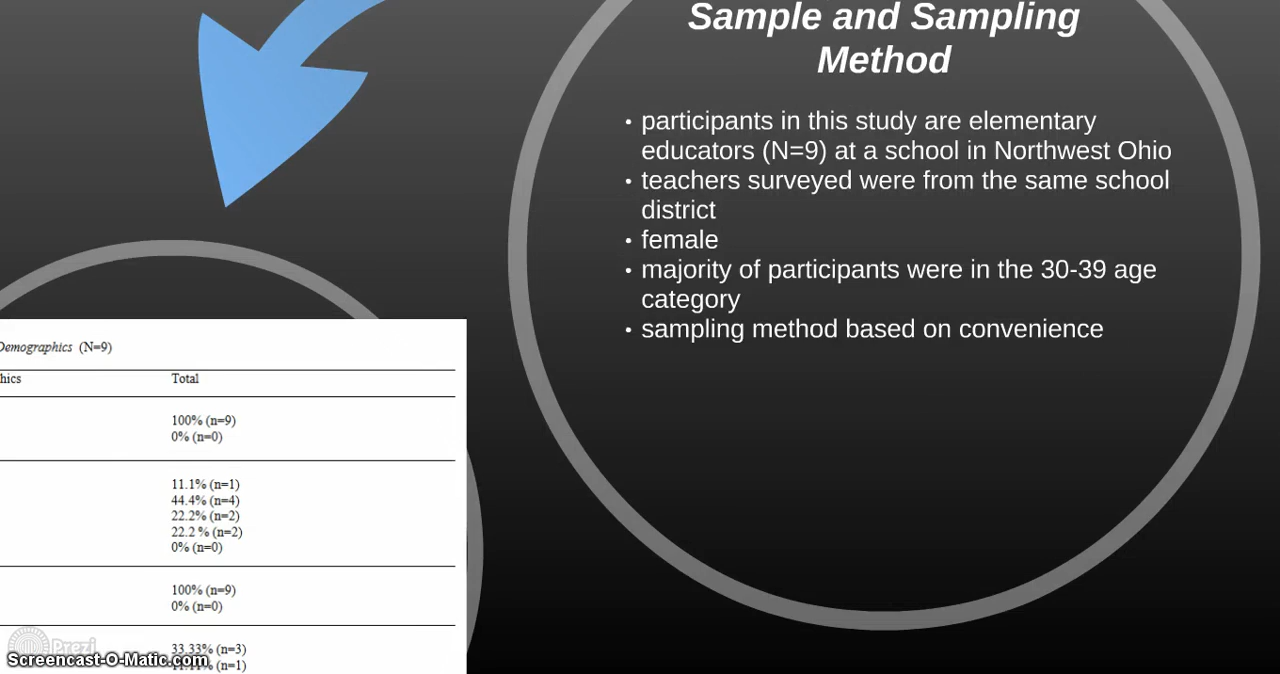 Sample and Sampling
Method
• participants in this study are elementary
educators (N=9) at a school in Northwest Ohio
• teachers surveyed were from the same school
district
• female
• majority of participants were in the 30-39 age
category
• sampling method based on convenience
Demographics (N=9)
hics Total
100% (n=9)
0% (n=0)
11.1% (n=1)
44.4% (n=4)
22.2% (n=2)
22.2 % (n=2)
0% (n=0)
100% (n=9)
0% (n=0)
33.33% (n=3)
11.11% (n=1)
Prezi
Screencast-O-Matic.com